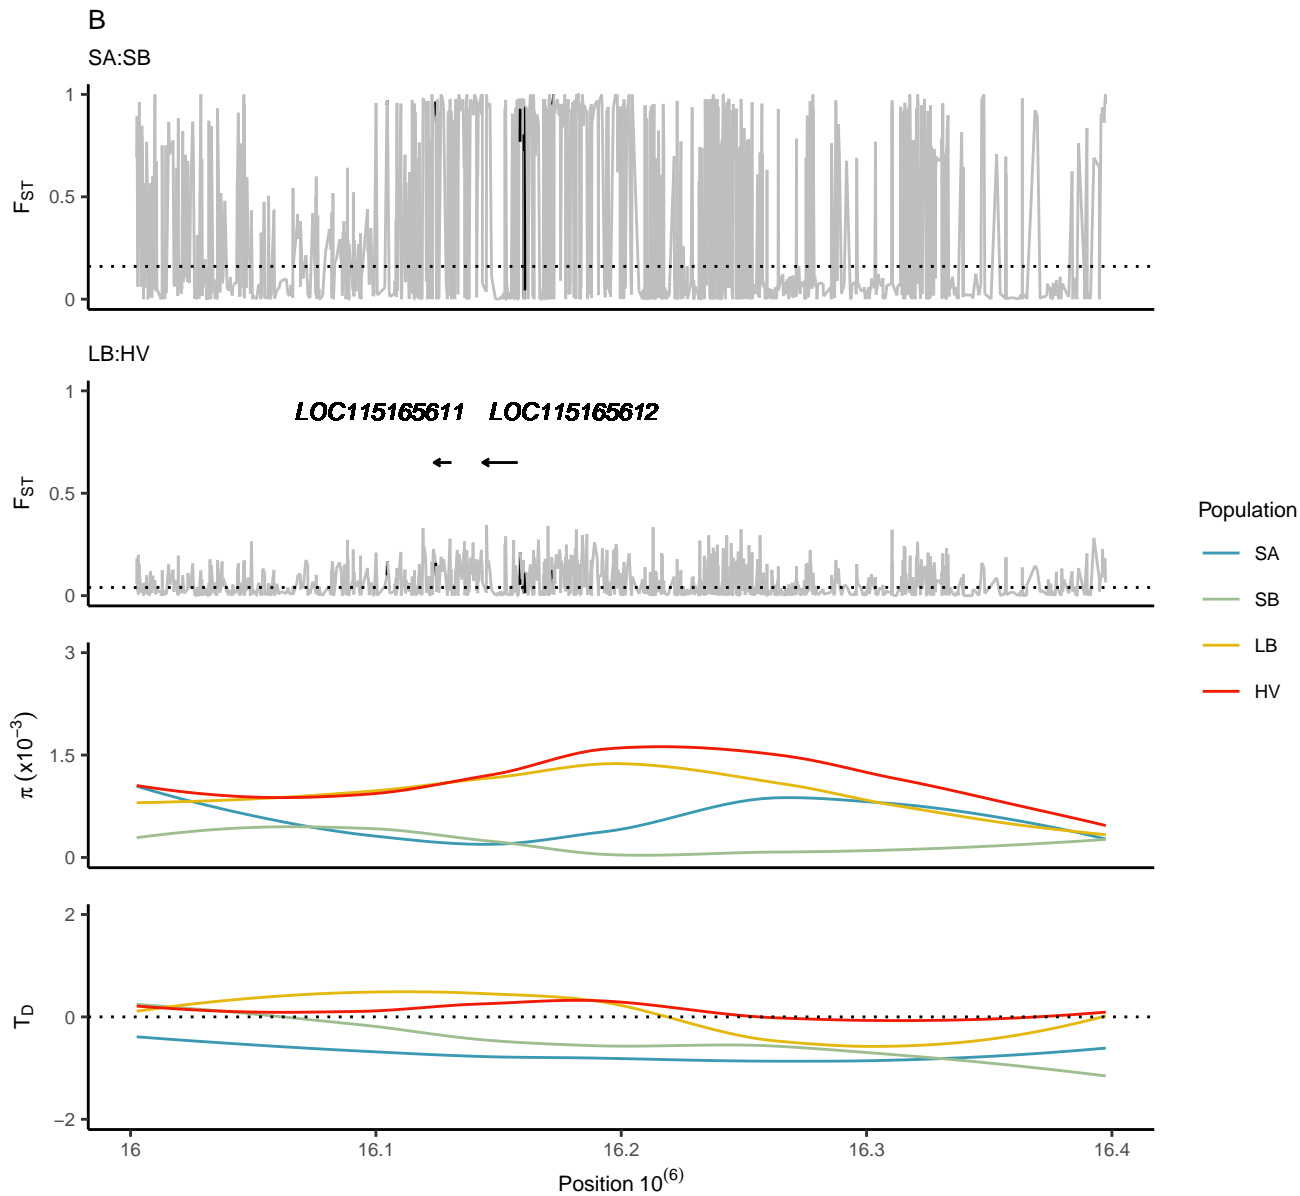 B
SA:SB
1
0.5
0
FST
LB:HV
1
0.5
0
FST
LOC115165611 LOC115165612
3
1.5
0
π (x10−3)
2
0
−2
TD
16 16.1 16.2 16.3 16.4
Position 10(6)
Population
SA
SB
LB
HV